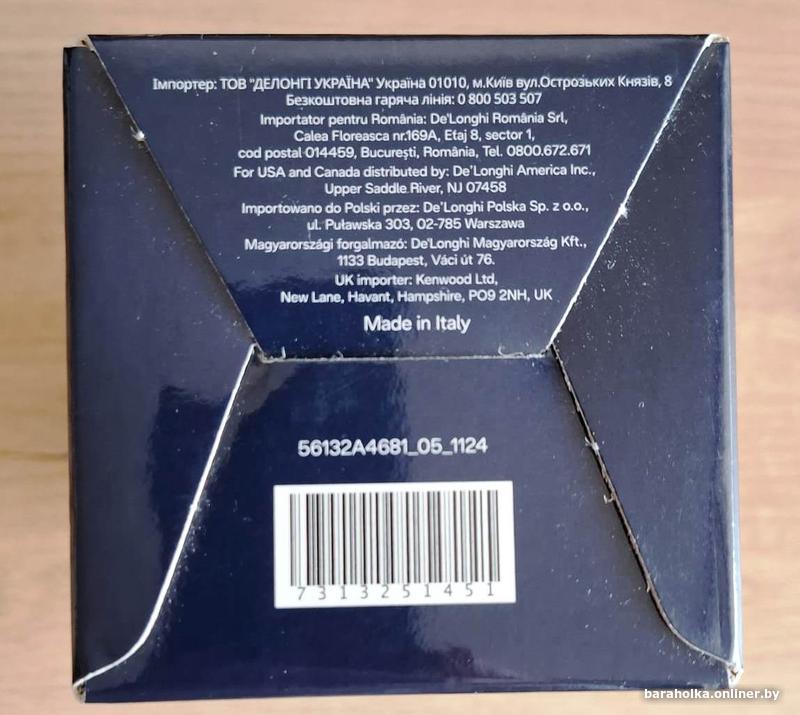 Імпортер: ТОВ "ДЕЛОНГІ УКРАЇНА" Україна 01010, м.Київ вул.Острозьких Князів, 8
Безкоштовна гаряча лінія: 0 800 503 507
Importator pentru România: De'Longhi România Srl,
Calea Floreasca nr.169A, Etaj 8, sector 1,
cod postal 014459, București, România, Tel. 0800.672.671
For USA and Canada distributed by: De'Longhi America Inc.,
Upper Saddle River, NJ 07458
Importowano do Polski przez: De'Longhi Polska Sp. z o.o.,
ul. Puławska 303, 02-785 Warszawa
Magyarországi forgalmazó: De'Longhi Magyarország Kft.,
1133 Budapest, Váci út 76.
UK importer: Kenwood Ltd,
New Lane, Havant, Hampshire, PO9 2NH, UK
Made in Italy
56132A4681_05_1124
7313251451
baraholka.onliner.by